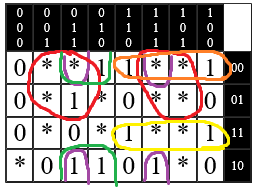 0 0 0 0 1 1 1 1
0 0 1 1 1 1 0 0
0 1 1 0 0 1 1 0
0 * * 0 1 * * 1 00
0 * 1 * 0 * * 0 01
0 * 0 * 1 * * 1 11
* 0 1 1 0 1 * 0 10